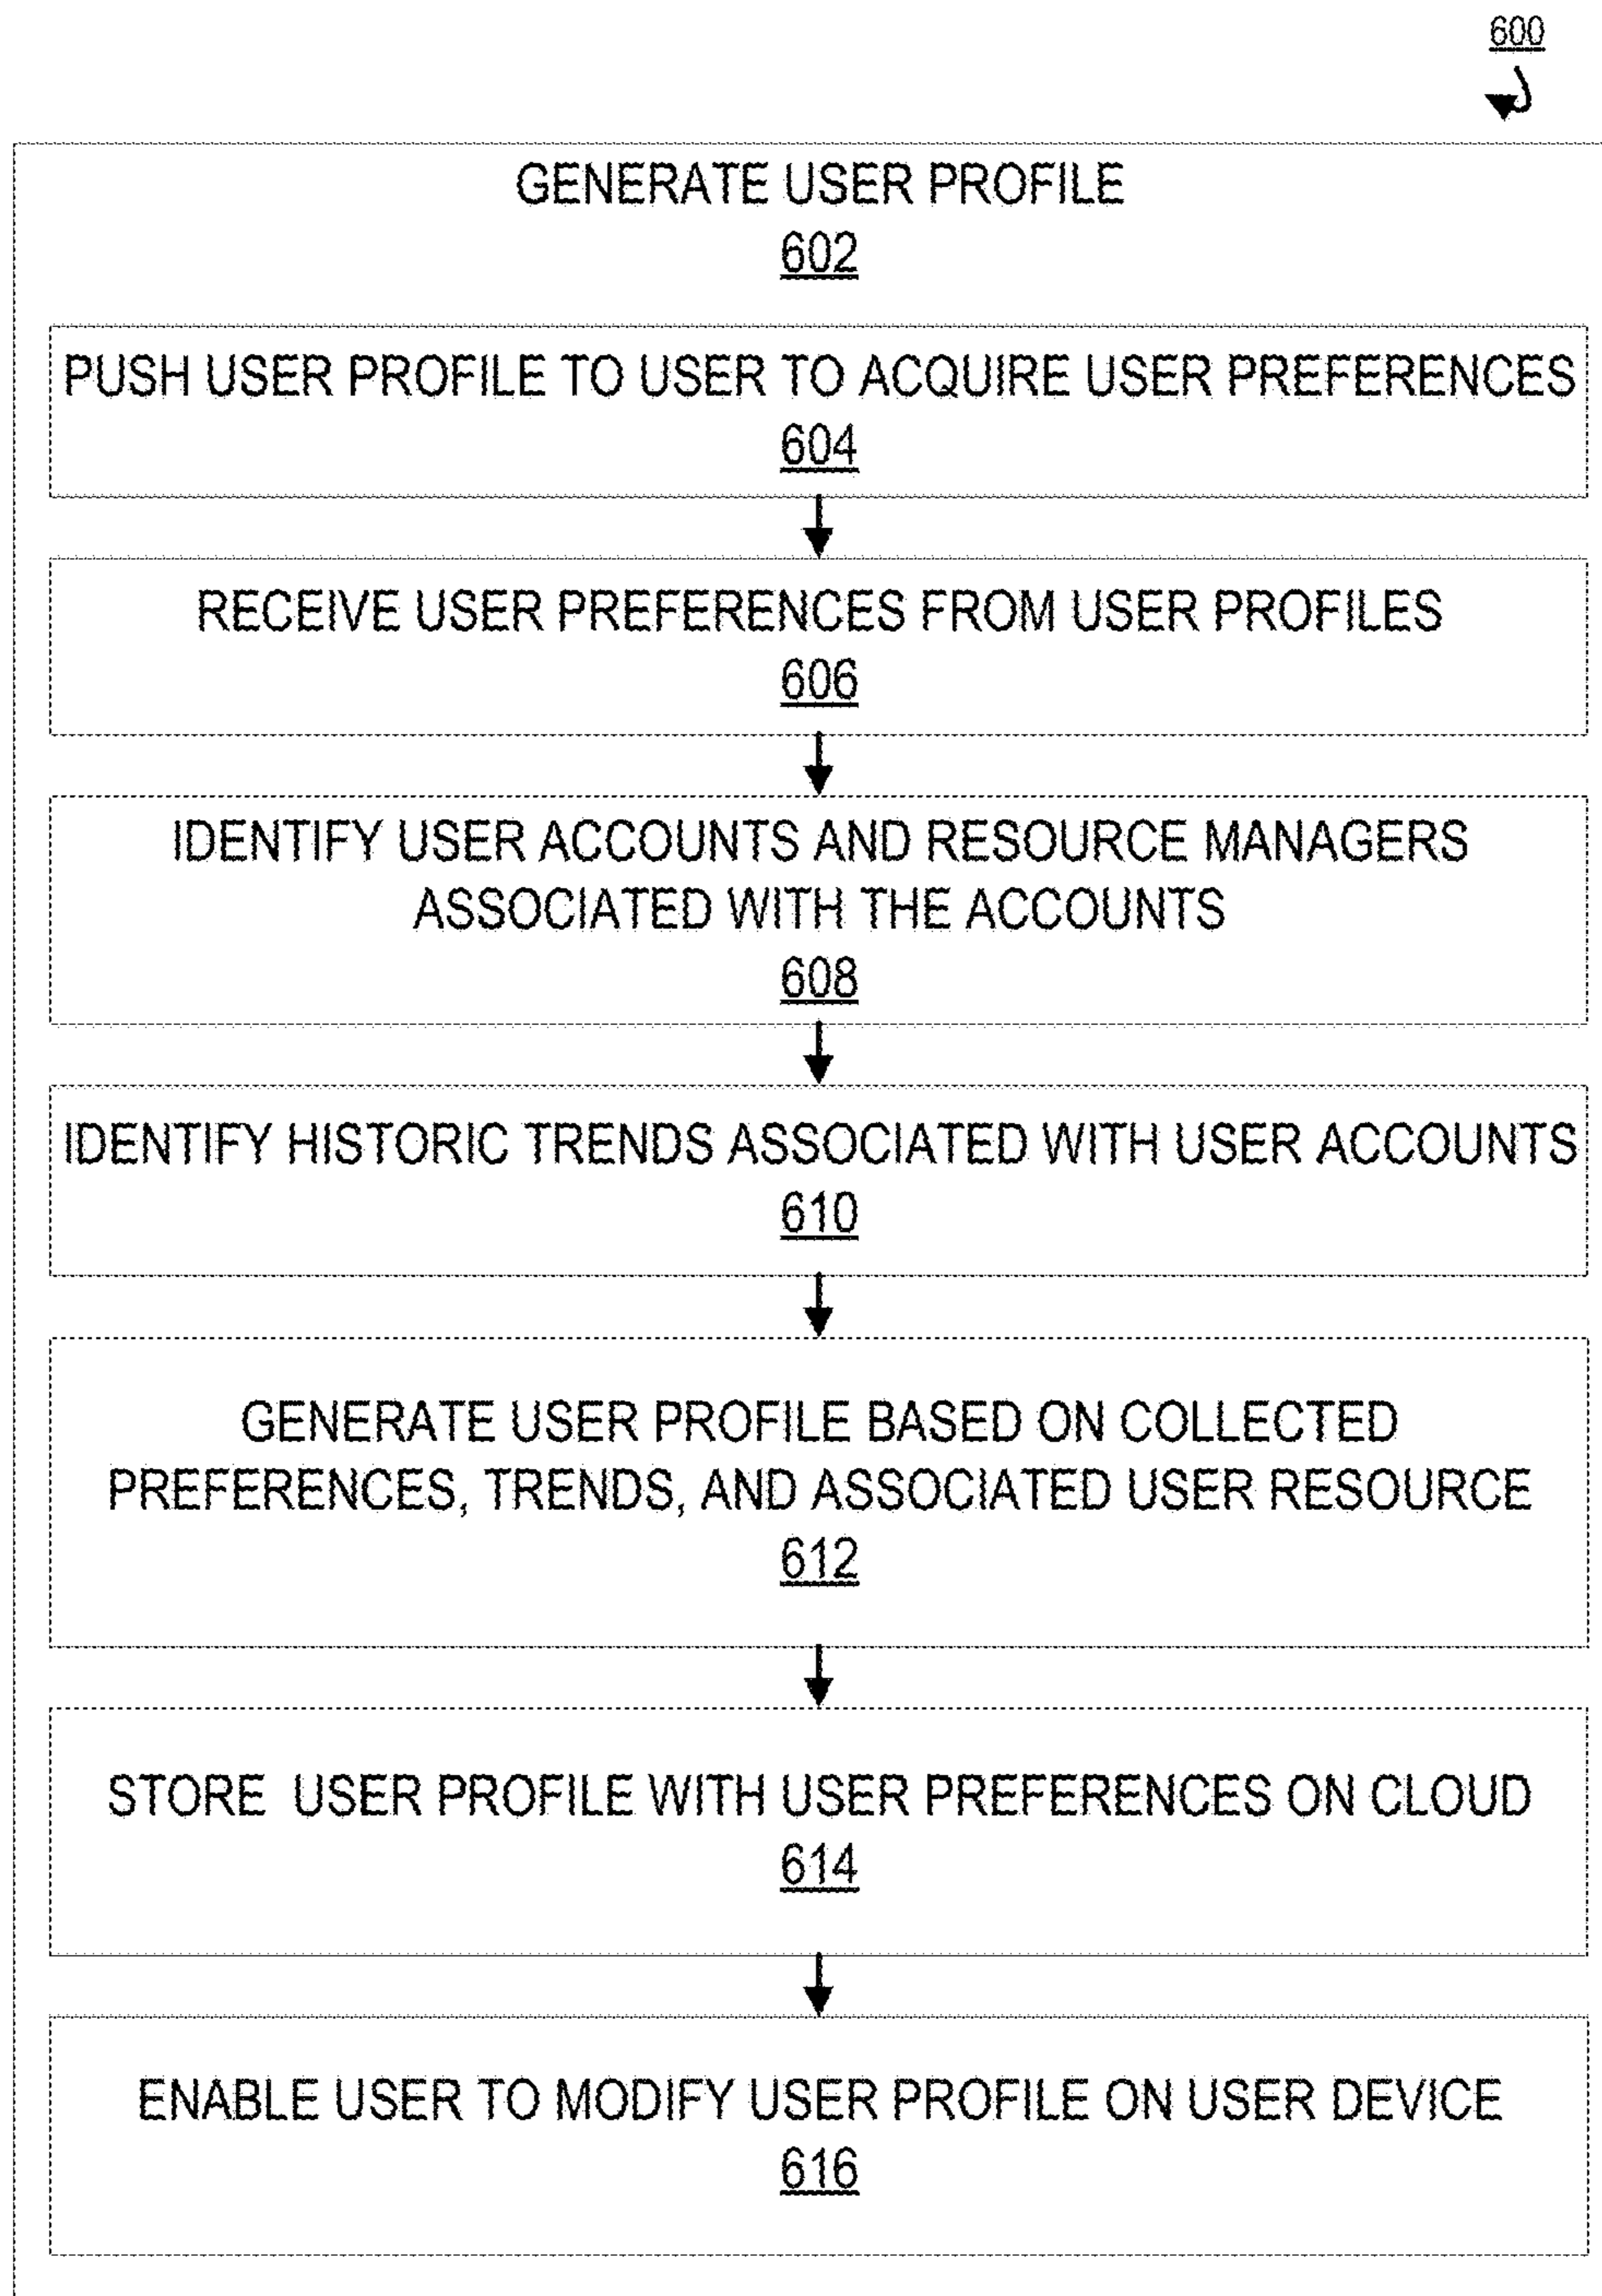 600
GENERATE USER PROFILE
602
PUSH USER PROFILE TO USER TO ACQUIRE USER PREFERENCES
604
RECEIVE USER PREFERENCES FROM USER PROFILES
606
IDENTIFY USER ACCOUNTS AND RESOURCE MANAGERS
ASSOCIATED WITH THE ACCOUNTS
608
IDENTIFY HISTORIC TRENDS ASSOCIATED WITH USER ACCOUNTS
610
GENERATE USER PROFILE BASED ON COLLECTED
PREFERENCES, TRENDS, AND ASSOCIATED USER RESOURCE
612
STORE USER PROFILE WITH USER PREFERENCES ON CLOUD
614
ENABLE USER TO MODIFY USER PROFILE ON USER DEVICE
616